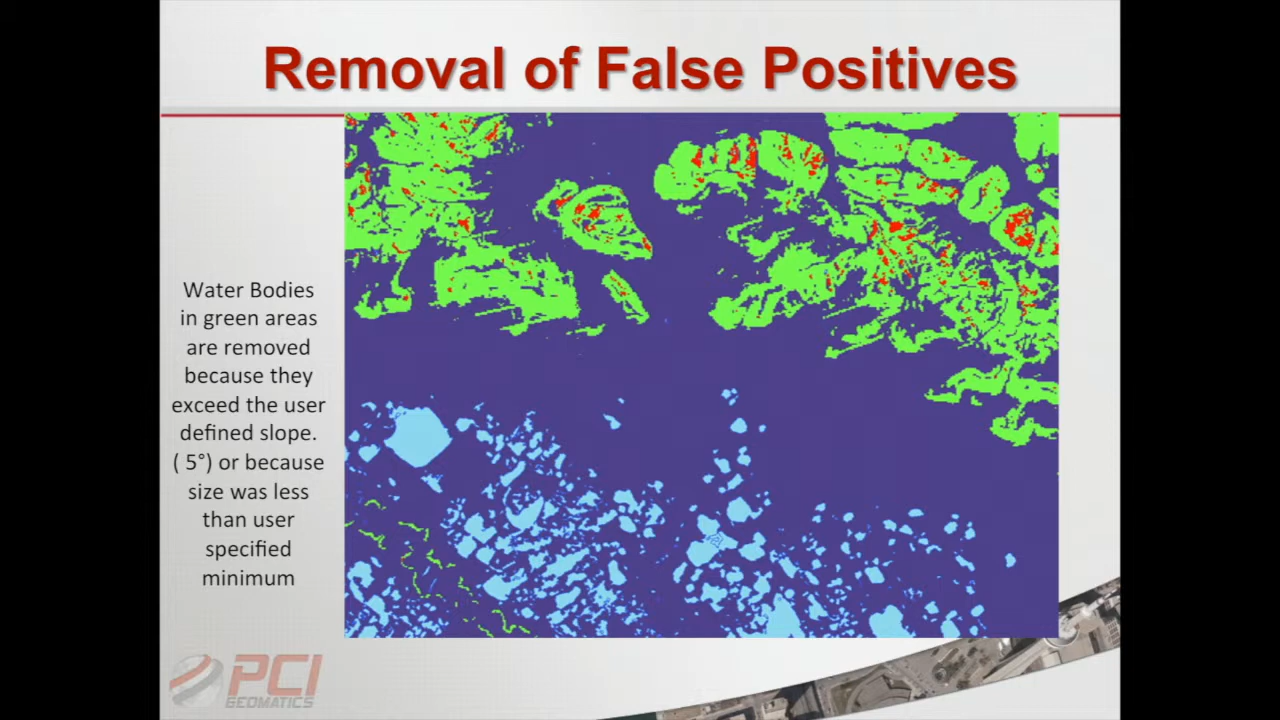 Removal of False Positives
Water Bodies
in green areas
are removed
because they
exceed the user
defined slope.
( 5°) or because
size was less
than user
specified
minimum
PCI
GEOMATICS